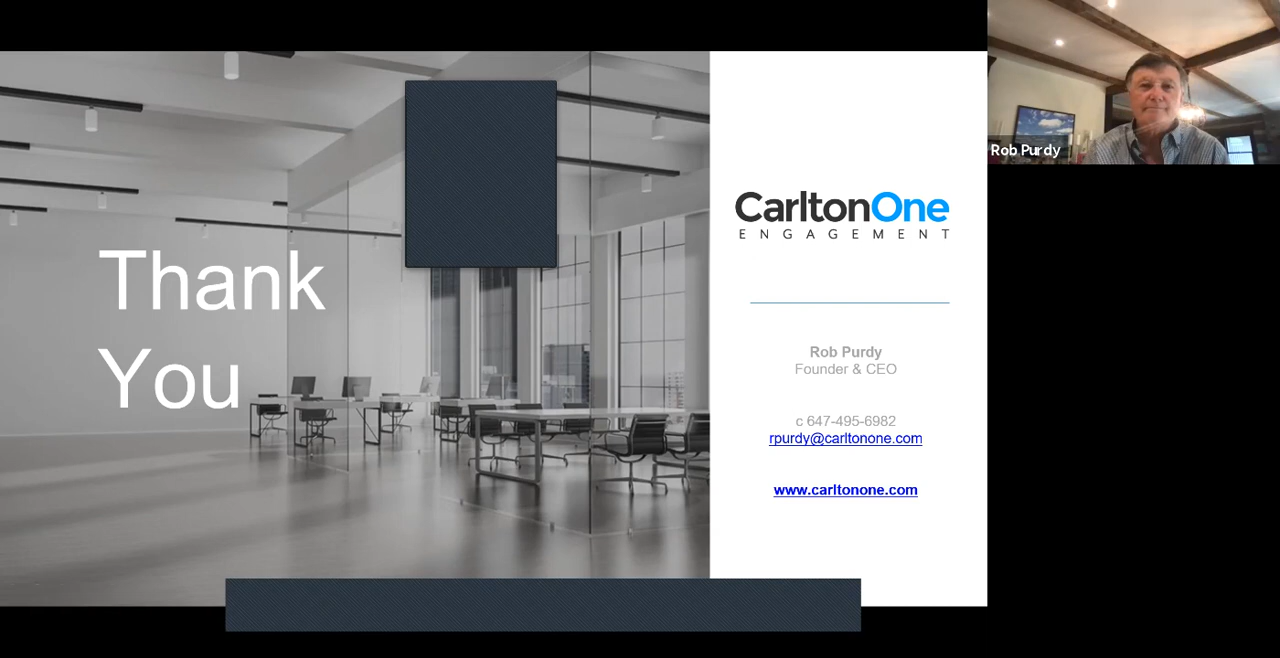 Thank
You
CarltonOne
ENGAGEMENT
Rob Purdy
Founder & CEO
c 647-495-6982
rpurdy@carltonone.com
www.carltonone.com
Rob Purdy